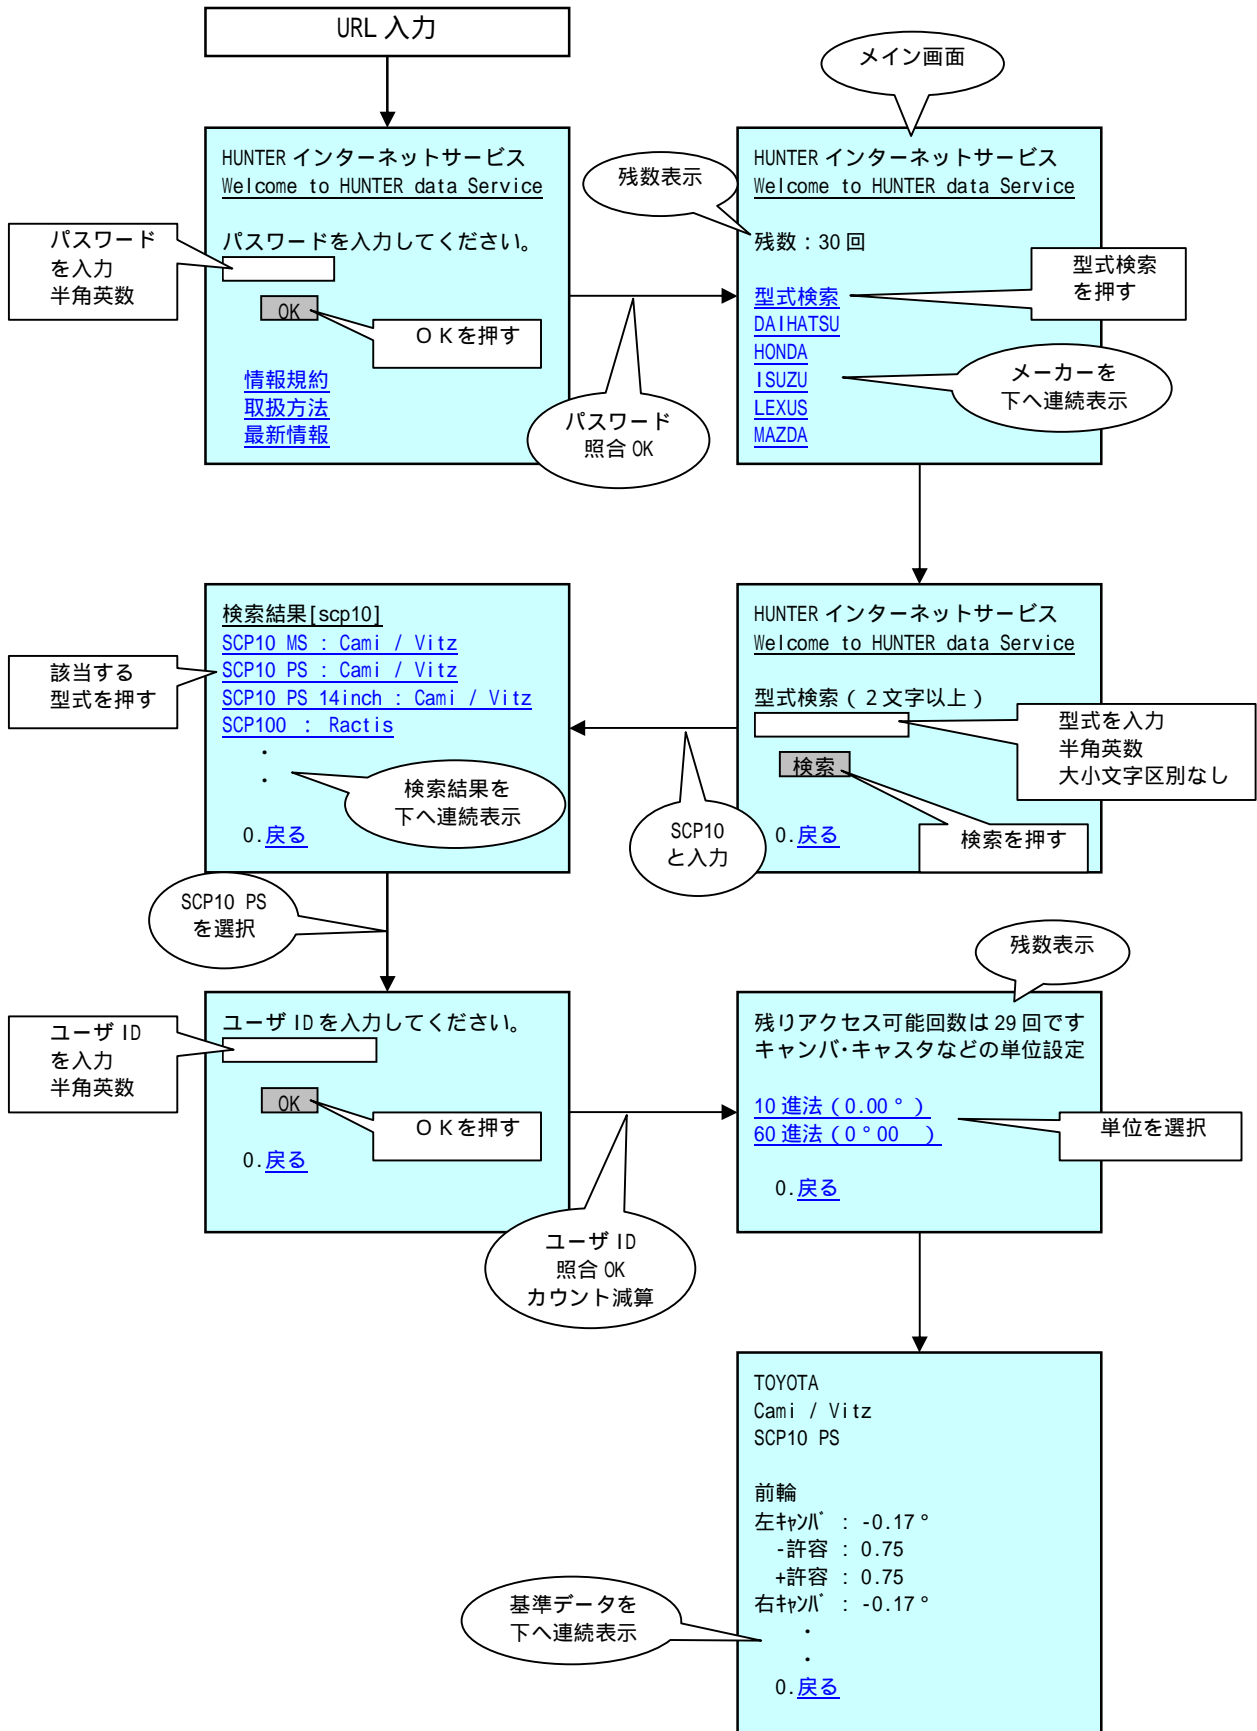 URL 入力
メイン画面
HUNTER インターネットサービス
Welcome to HUNTER data Service
パスワードを入力してください。
OK
情報規約
取扱方法
最新情報
パスワード
を入力
半角英数
OKを押す
パスワード
照合 OK
残数表示
HUNTER インターネットサービス
Welcome to HUNTER data Service
残数:30 回
型式検索
DAIHATSU
HONDA
ISUZU
LEXUS
MAZDA
型式検索
を押す
メーカーを
下へ連続表示
HUNTER インターネットサービス
Welcome to HUNTER data Service
型式検索(2 文字以上)
検索
0.戻る
型式を入力
半角英数
大小文字区別なし
検索を押す
SCP10
と入力
検索結果[scp10]
SCP10 MS : Cami / Vitz
SCP10 PS : Cami / Vitz
SCP10 PS 14inch : Cami / Vitz
SCP100 : Ractis
・
・
0.戻る
該当する
型式を押す
検索結果を
下へ連続表示
SCP10 PS
を選択
ユーザ ID を入力してください。
OK
0.戻る
ユーザ ID
を入力
半角英数
OKを押す
ユーザ ID
照合 OK
カウント減算
残数表示
残りアクセス可能回数は 29 回です
キャンバ・キャスタなどの単位設定
10 進法(0.00°)
60 進法(0°00 )
0.戻る
単位を選択
TOYOTA
Cami / Vitz
SCP10 PS
前輪
左ｷｬﾝﾊﾞ : -0.17°
-許容 : 0.75
+許容 : 0.75
右ｷｬﾝﾊﾞ : -0.17°
・
・
0.戻る
基準データを
下へ連続表示